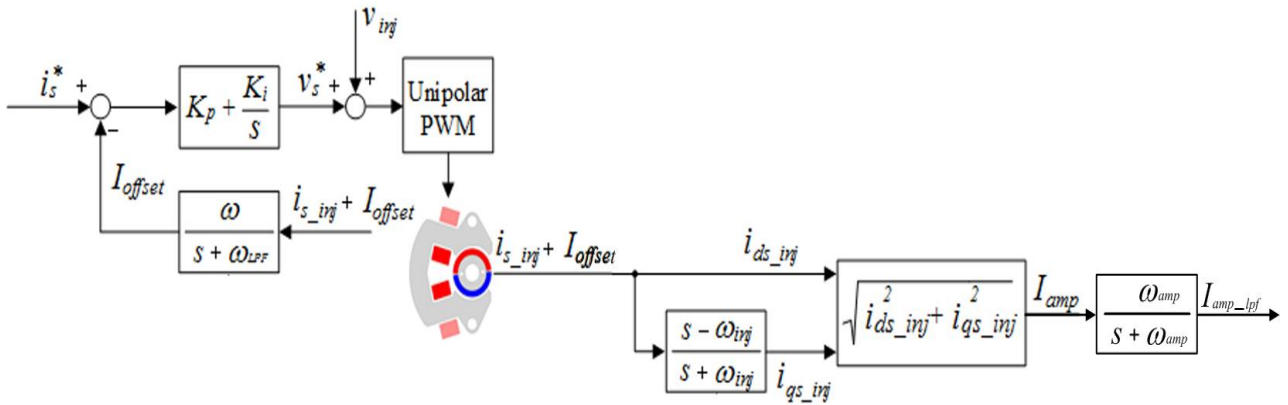 v_inj
i_s^* +
−
K_p + K_i/s
v_s^* +
+
Unipolar
PWM
I_offset
ω/(s + ω_LPF)
i_s_inj + I_offset
i_s_inj + I_offset
i_ds_inj
(s − ω_inj)/(s + ω_inj)
i_qs_inj
√(i_ds_inj^2 + i_qs_inj^2)
I_amp
ω_amp/(s + ω_amp)
I_amp_lpf